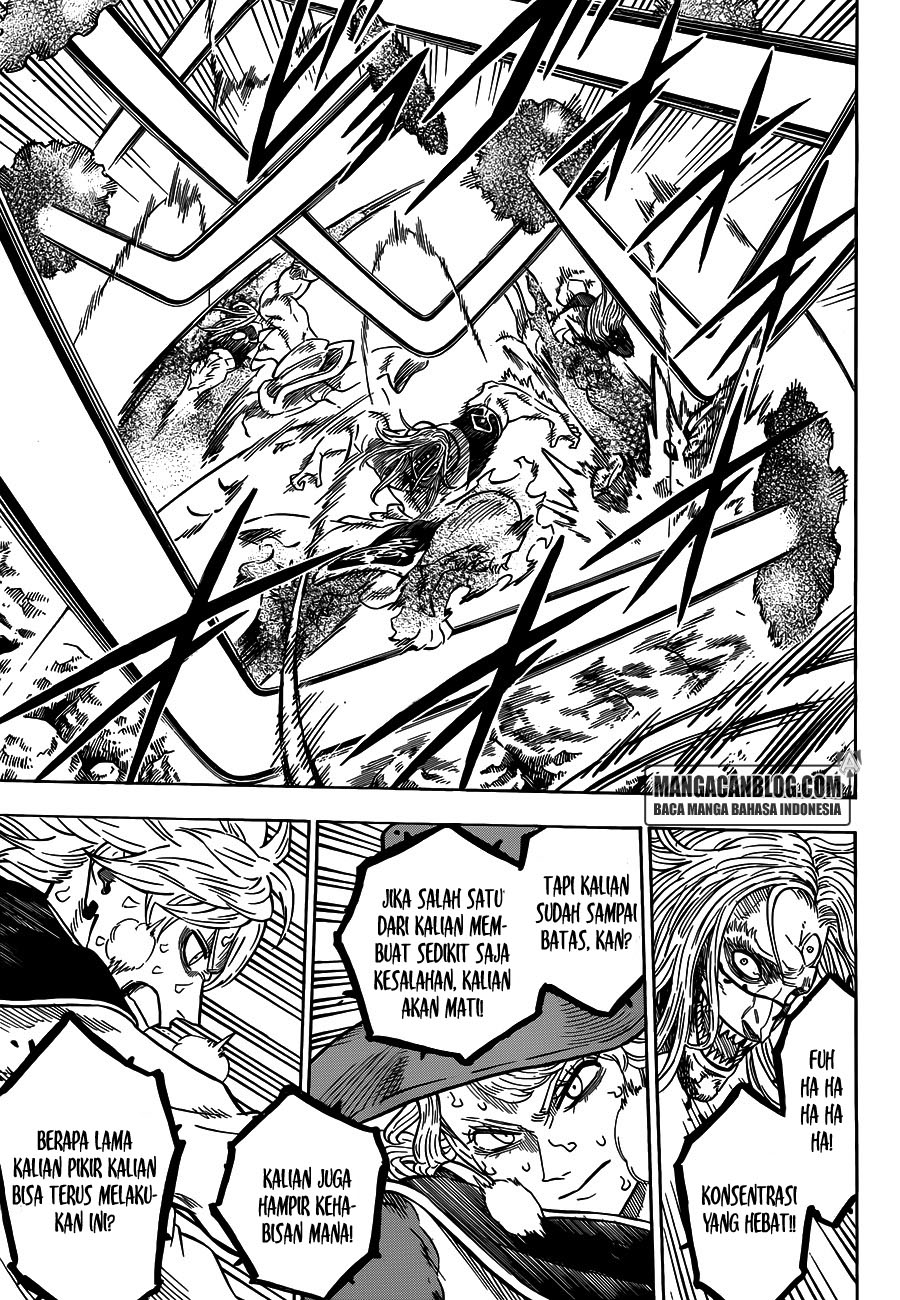 MANGACANBLOG.COM
BACA MANGA BAHASA INDONESIA
FUH
HA HA
HA HA
HA!
KONSENTRASI
YANG HEBAT!!
TAPI KALIAN
SUDAH SAMPAI
BATAS, KAN?
JIKA SALAH SATU
DARI KALIAN MEM-
BUAT SEDIKIT SAJA
KESALAHAN, KALIAN
AKAN MATI!
KALIAN JUGA
HAMPIR KEHA-
BISAN MANA!
BERAPA LAMA
KALIAN PIKIR KALIAN
BISA TERUS MELAKU-
KAN INI?